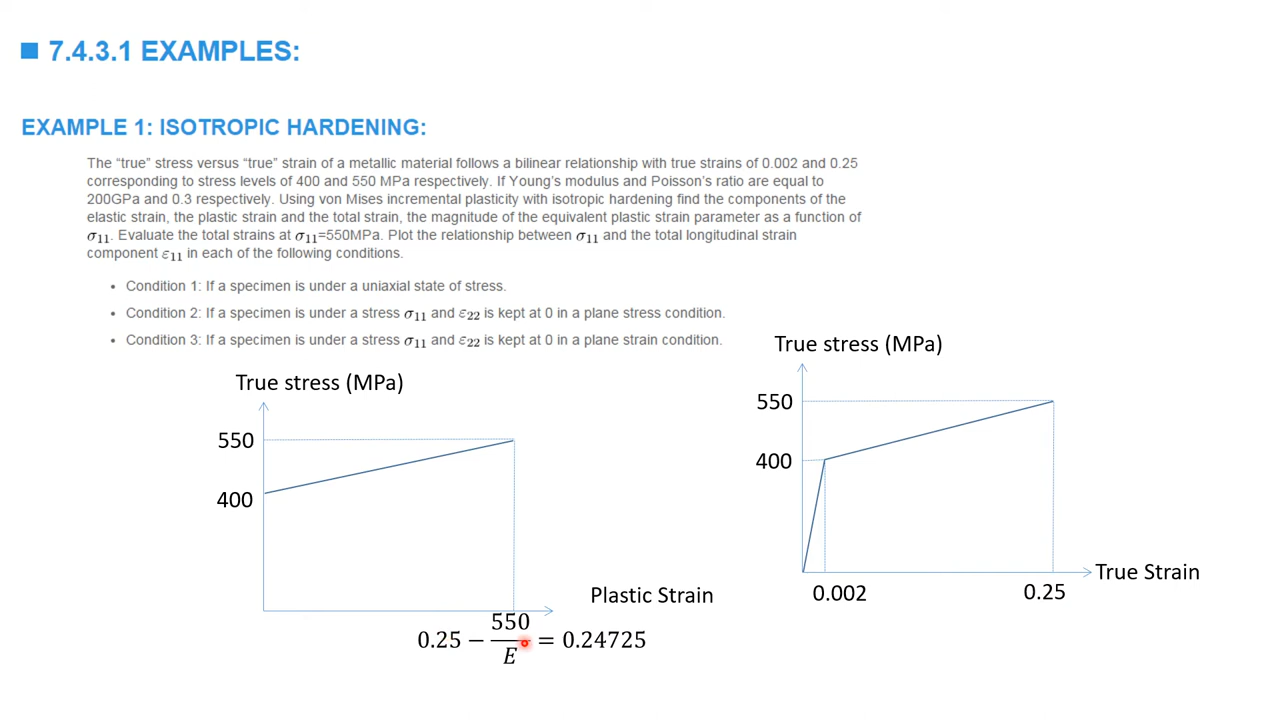 7.4.3.1 EXAMPLES:
EXAMPLE 1: ISOTROPIC HARDENING:
The “true” stress versus “true” strain of a metallic material follows a bilinear relationship with true strains of 0.002 and 0.25
corresponding to stress levels of 400 and 550 MPa respectively. If Young’s modulus and Poisson’s ratio are equal to
200GPa and 0.3 respectively. Using von Mises incremental plasticity with isotropic hardening find the components of the
elastic strain, the plastic strain and the total strain, the magnitude of the equivalent plastic strain parameter as a function of
σ₁₁. Evaluate the total strains at σ₁₁=550MPa. Plot the relationship between σ₁₁ and the total longitudinal strain
component ε₁₁ in each of the following conditions.
• Condition 1: If a specimen is under a uniaxial state of stress.
• Condition 2: If a specimen is under a stress σ₁₁ and ε₂₂ is kept at 0 in a plane stress condition.
• Condition 3: If a specimen is under a stress σ₁₁ and ε₂₂ is kept at 0 in a plane strain condition.
True stress (MPa)
550
400
Plastic Strain
0.25 − 550/E = 0.24725
True stress (MPa)
550
400
True Strain
0.002
0.25